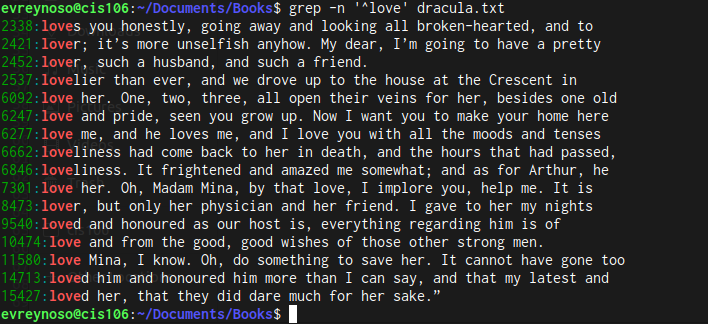 evreynoso@cis106:~/Documents/Books$ grep -n '^love' dracula.txt
2338:loves you honestly, going away and looking all broken-hearted, and to
2421:lover; it’s more unselfish anyhow. My dear, I’m going to have a pretty
2452:lover, such a husband, and such a friend.
2537:lovelier than ever, and we drove up to the house at the Crescent in
6092:love her. One, two, three, all open their veins for her, besides one old
6247:love and pride, seen you grow up. Now I want you to make your home here
6277:love me, and he loves me, and I love you with all the moods and tenses
6662:loveliness had come back to her in death, and the hours that had passed,
6846:loveliness. It frightened and amazed me somewhat; and as for Arthur, he
7301:love her. Oh, Madam Mina, by that love, I implore you, help me. It is
8473:lover, but only her physician and her friend. I gave to her my nights
9540:loved and honoured as our host is, everything regarding him is of
10474:love and from the good, good wishes of those other strong men.
11580:love Mina, I know. Oh, do something to save her. It cannot have gone too
14713:loved him and honoured him more than I can say, and that my latest and
15427:loved her, that they did dare much for her sake.”
evreynoso@cis106:~/Documents/Books$